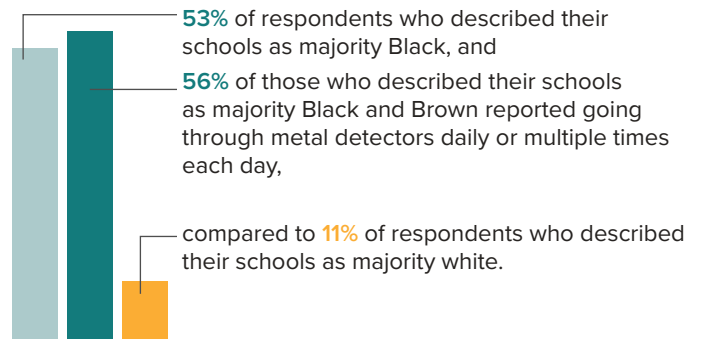 53% of respondents who described their
schools as majority Black, and
56% of those who described their schools
as majority Black and Brown reported going
through metal detectors daily or multiple times
each day,
compared to 11% of respondents who described
their schools as majority white.